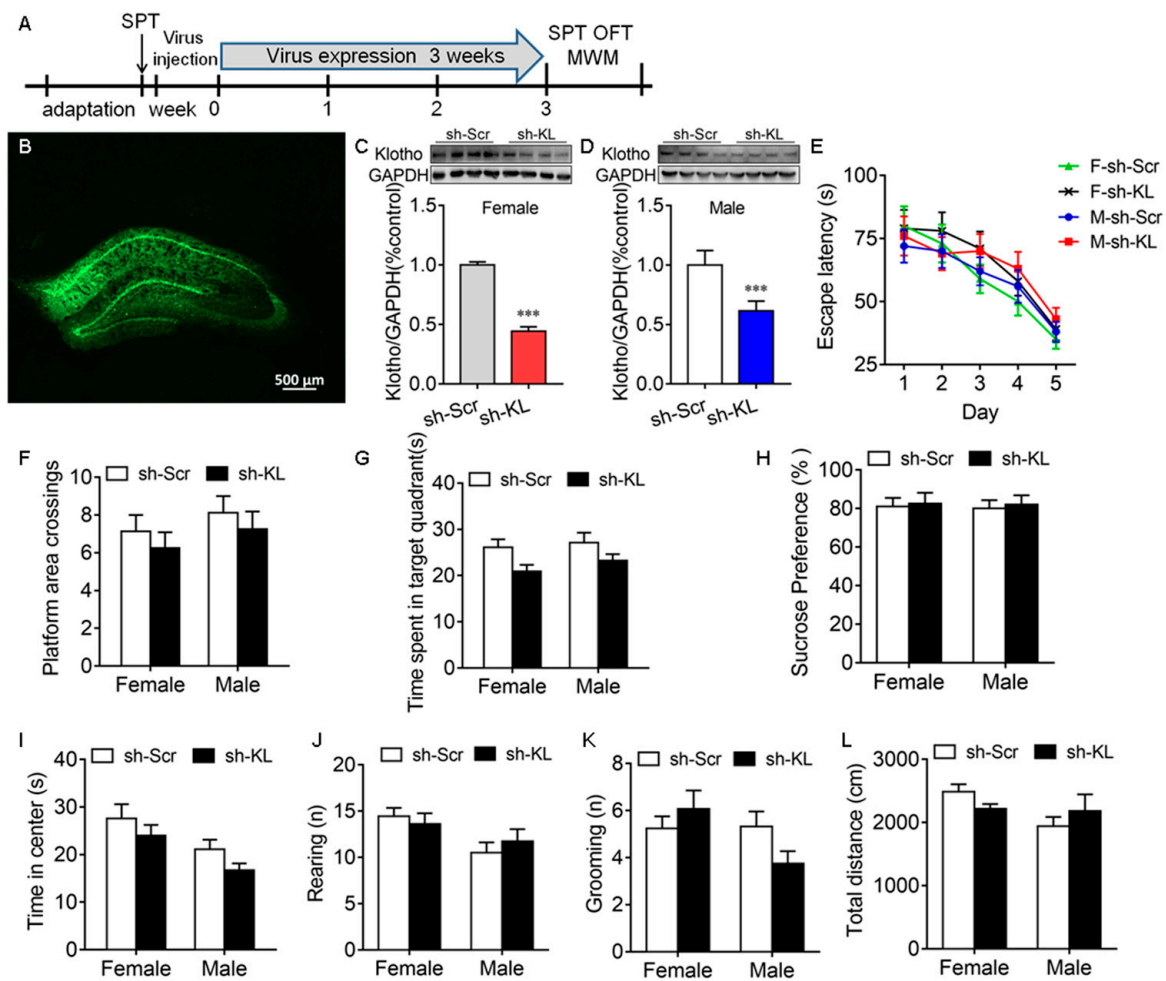 A
SPT
Virus
injection
Virus expression 3 weeks
SPT OFT
MWM
adaptation
week
0
1
2
3
B
500 μm
C
sh-Scr
sh-KL
Klotho
GAPDH
Klotho/GAPDH(%control)
Female
1.5
1.0
0.5
0.0
***
sh-Scr
sh-KL
D
sh-Scr
sh-KL
Klotho
GAPDH
Klotho/GAPDH(%control)
Male
1.5
1.0
0.5
0.0
***
sh-Scr
sh-KL
E
F-sh-Scr
F-sh-KL
M-sh-Scr
M-sh-KL
Escape latency (s)
100
75
50
25
1 2 3 4 5
Day
F
sh-Scr
sh-KL
Platform area crossings
10
8
6
4
2
0
Female Male
G
sh-Scr
sh-KL
Time spent in target quadrant(s)
40
30
20
10
0
Female Male
H
sh-Scr
sh-KL
Sucrose Preference (%)
100
80
60
40
20
0
Female Male
I
sh-Scr
sh-KL
Time in center (s)
40
30
20
10
0
Female Male
J
sh-Scr
sh-KL
Rearing (n)
20
15
10
5
0
Female Male
K
sh-Scr
sh-KL
Grooming (n)
8
6
4
2
0
Female Male
L
sh-Scr
sh-KL
Total distance (cm)
3000
2000
1000
0
Female Male